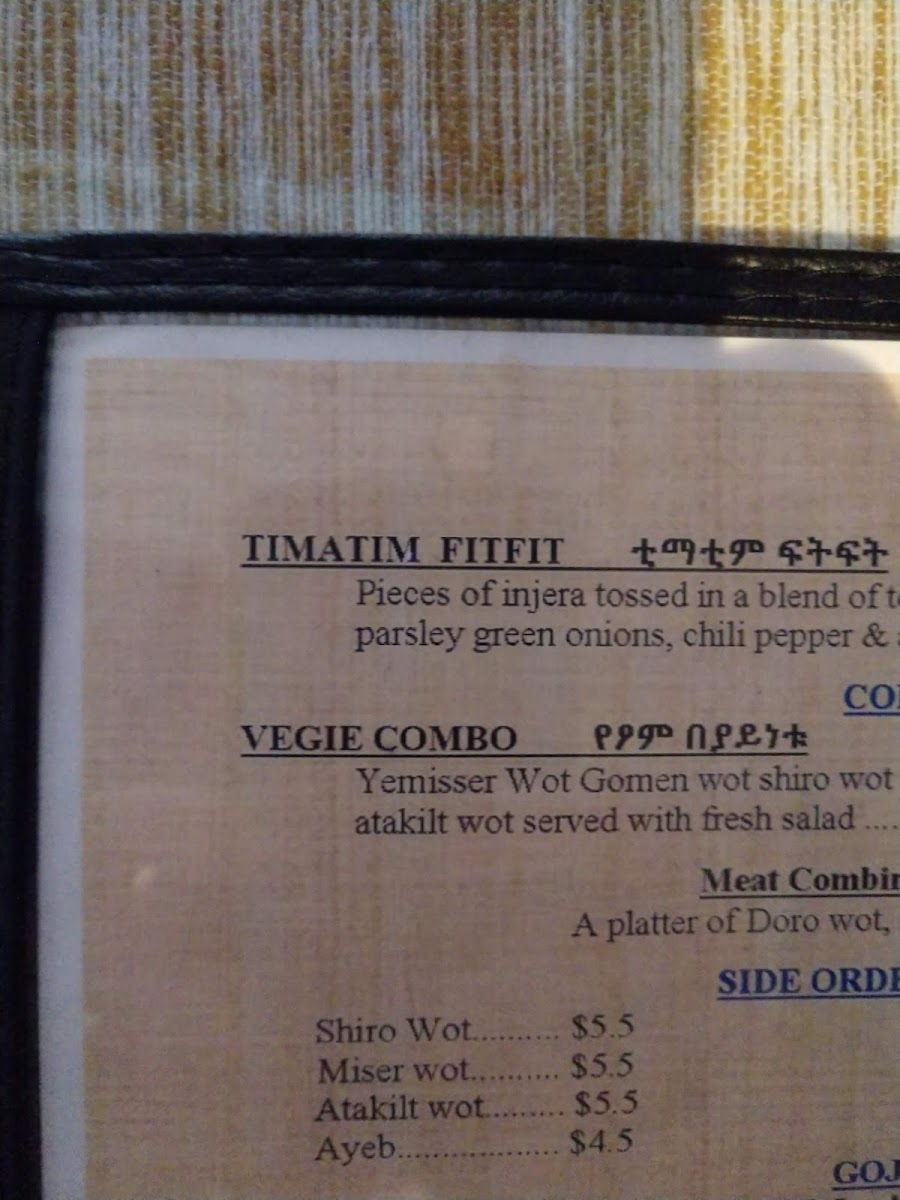 TIMATIM FITFIT ቲማቲም ፍትፍት
Pieces of injera tossed in a blend of
parsley green onions, chili pepper &
VEGIE COMBO የፆም በያይነቱ
Yemisser Wot Gomen wot shiro wot
atakilt wot served with fresh salad ....
Meat
A platter of Doro wot,
SIDE
Shiro Wot.......... $5.5
Miser wot.......... $5.5
Atakilt wot......... $5.5
Ayeb.................. $4.5